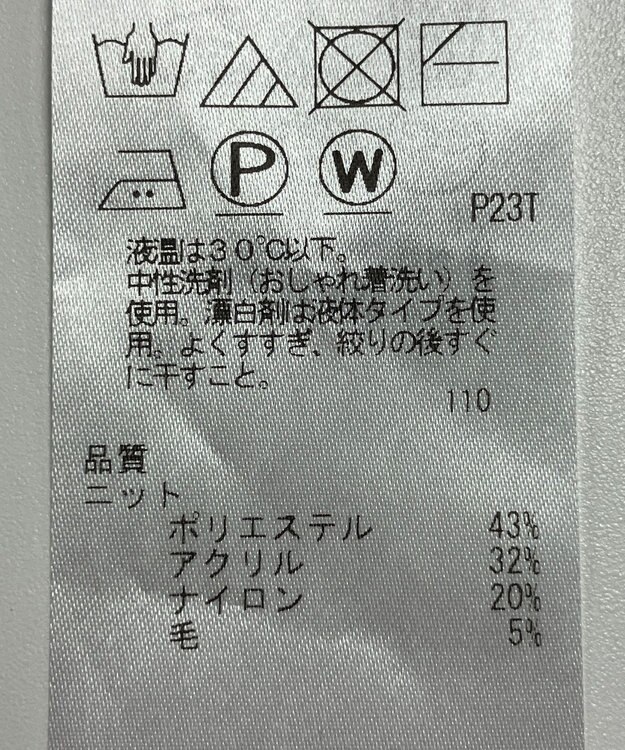 P
W
P23T
液温は30℃以下。
中性洗剤（おしゃれ着洗い）を
使用。漂白剤は液体タイプを使
用。よくすすぎ、絞りの後すぐ
に干すこと。
110
品質
ニット
ポリエステル 43%
アクリル 32%
ナイロン 20%
毛 5%